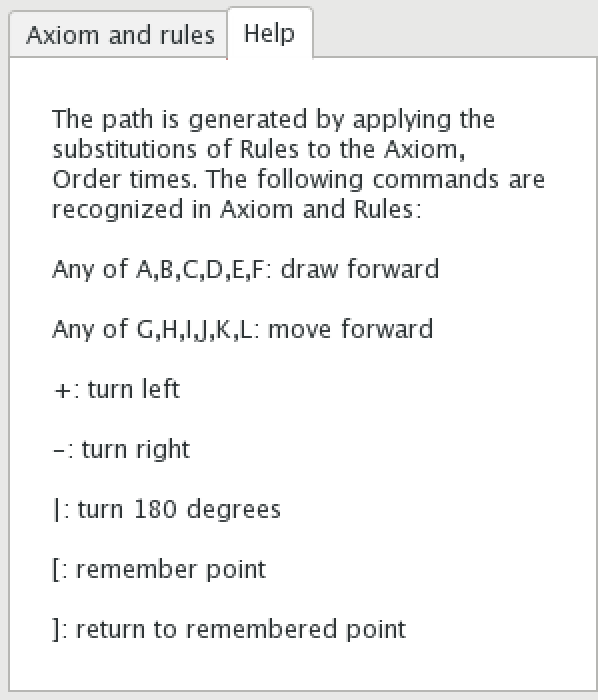 Axiom and rules
Help
The path is generated by applying the
substitutions of Rules to the Axiom,
Order times. The following commands are
recognized in Axiom and Rules:
Any of A,B,C,D,E,F: draw forward
Any of G,H,I,J,K,L: move forward
+: turn left
-: turn right
|: turn 180 degrees
[: remember point
]: return to remembered point